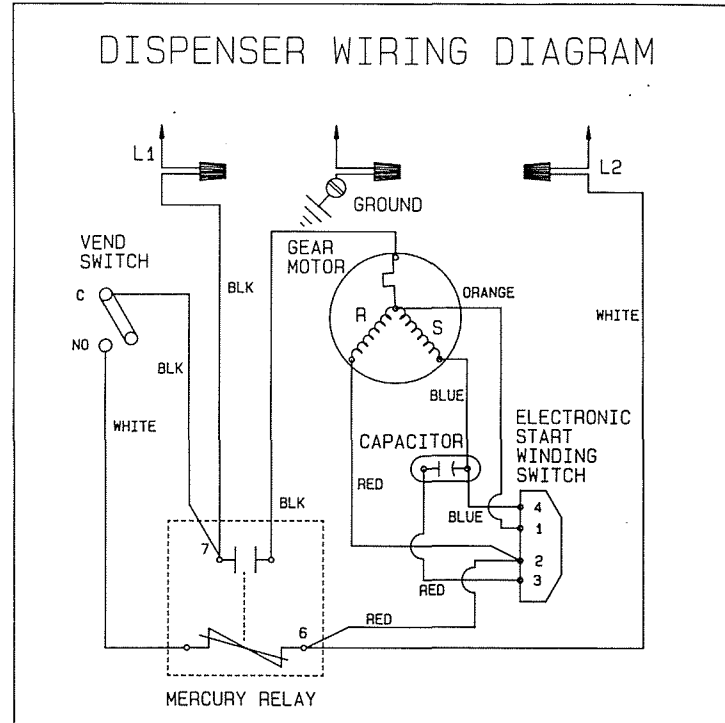 DISPENSER WIRING DIAGRAM
L1
L2
GROUND
VEND
SWITCH
GEAR
MOTOR
C
BLK
ORANGE
R
S
WHITE
NO
BLK
BLUE
WHITE
CAPACITOR
ELECTRONIC
START
WINDING
SWITCH
RED
BLK
BLUE
4
1
7
2
RED
3
RED
6
MERCURY RELAY